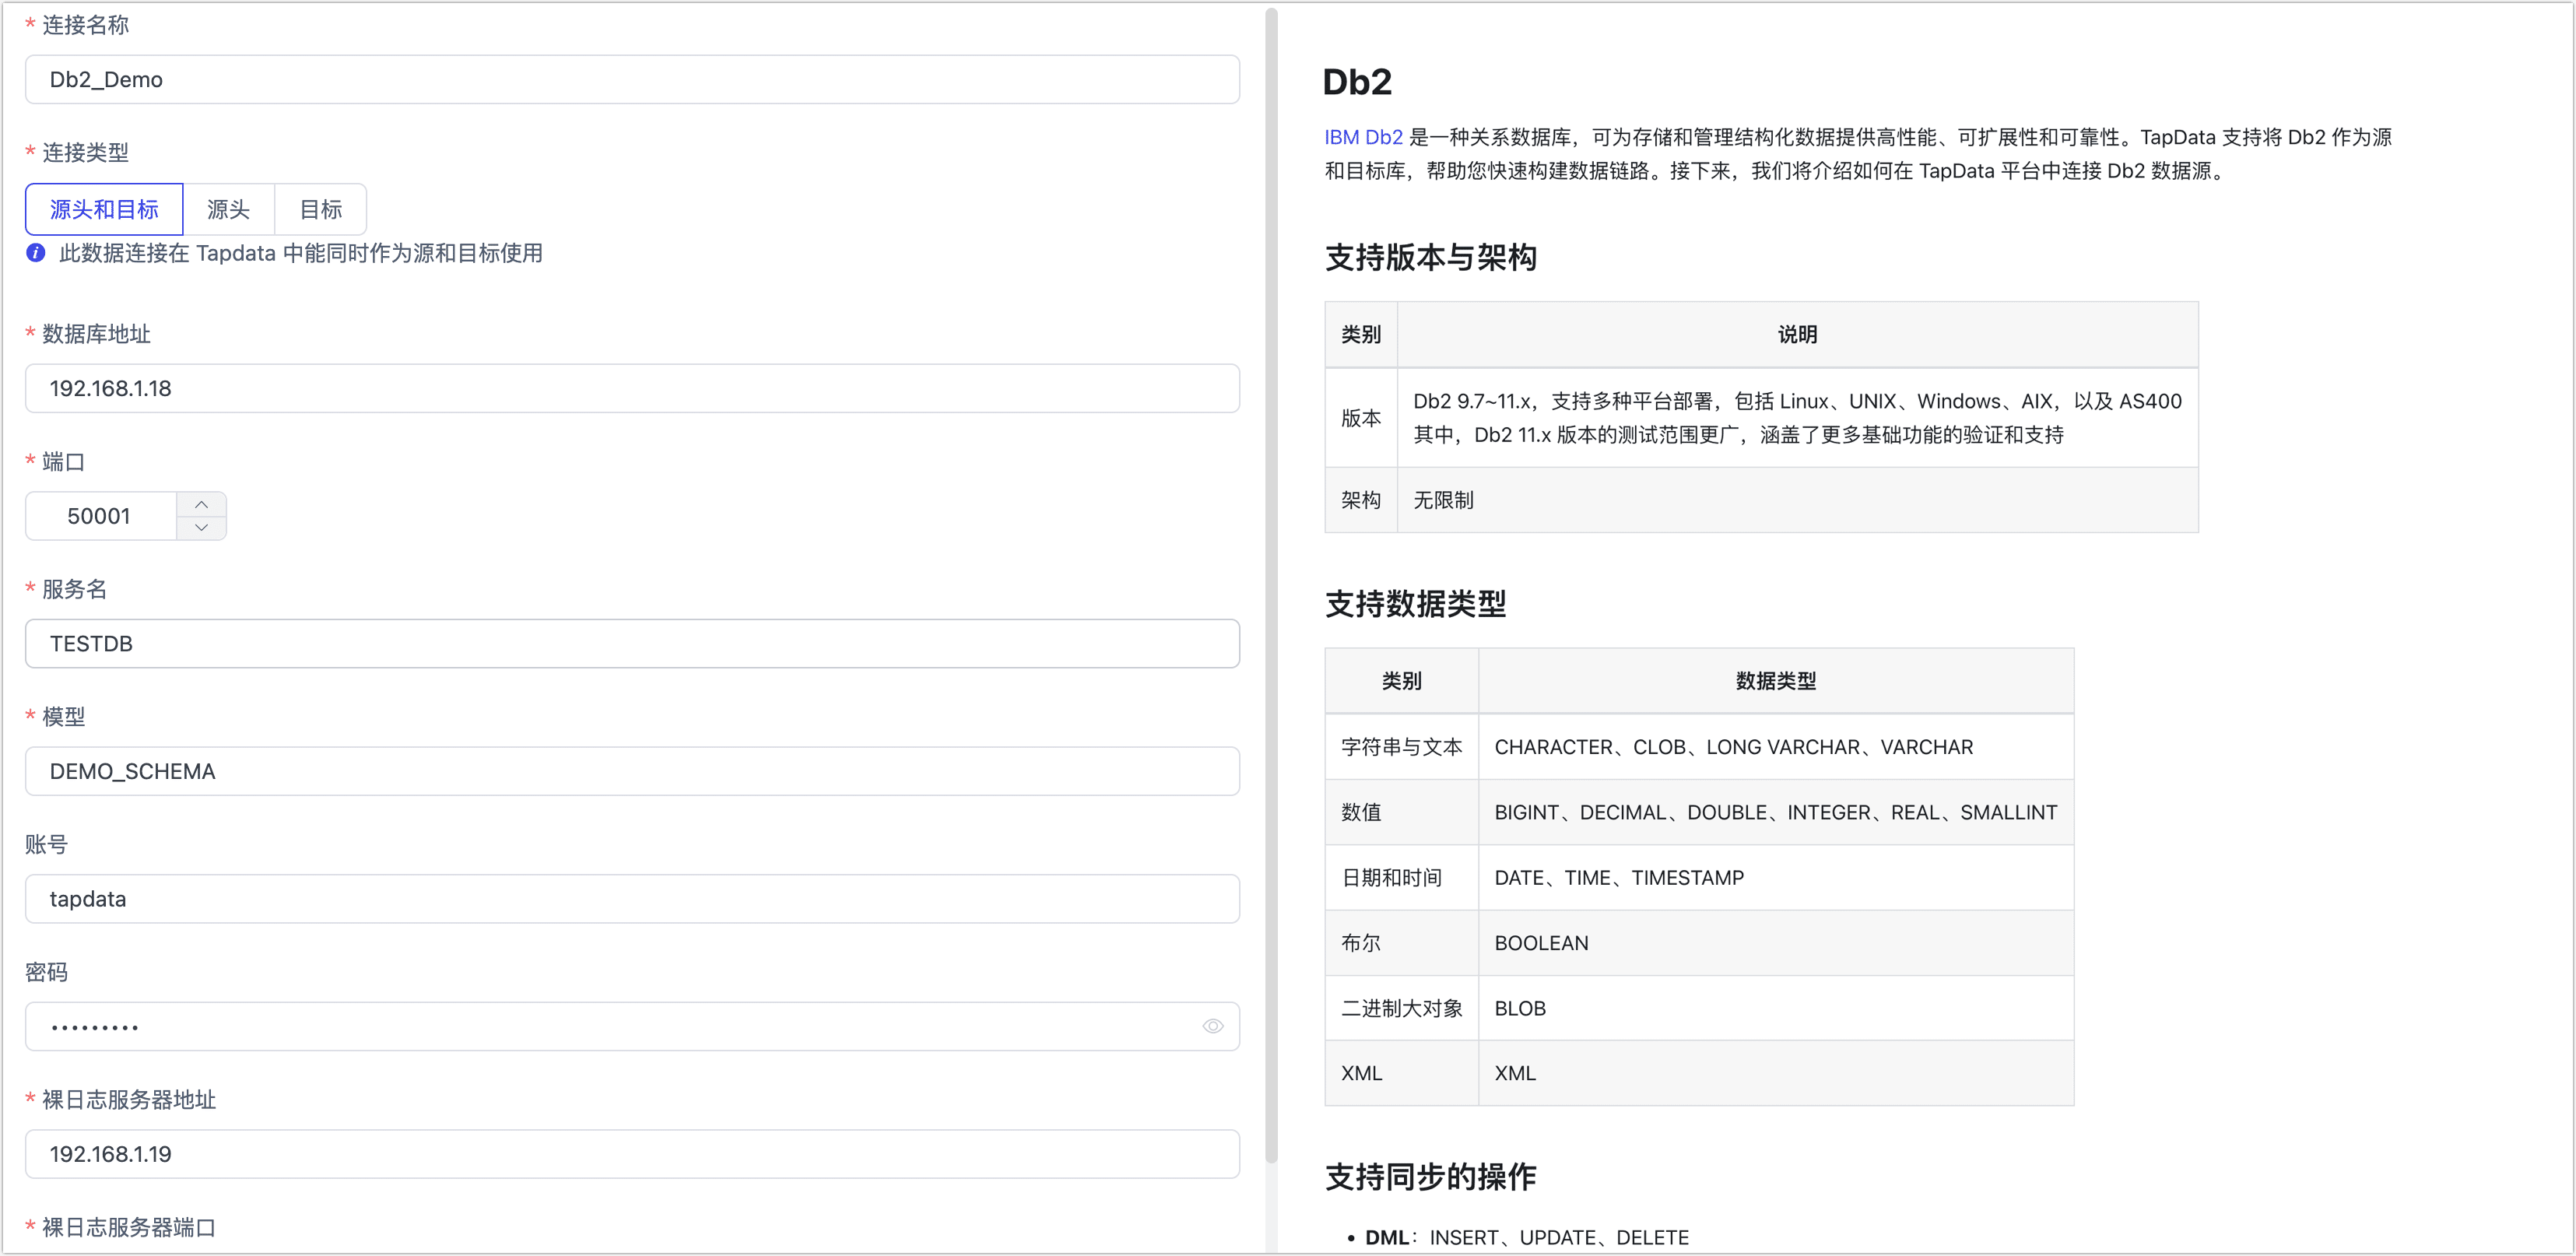 * 连接名称
Db2_Demo
* 连接类型
源头和目标 源头 目标
此数据连接在 Tapdata 中能同时作为源和目标使用
* 数据库地址
192.168.1.18
* 端口
50001
* 服务名
TESTDB
* 模型
DEMO_SCHEMA
账号
tapdata
密码
•••••••••
* 裸日志服务器地址
192.168.1.19
* 裸日志服务器端口
Db2
IBM Db2 是一种关系数据库，可为存储和管理结构化数据提供高性能、可扩展性和可靠性。TapData 支持将 Db2 作为源
和目标库，帮助您快速构建数据链路。接下来，我们将介绍如何在 TapData 平台中连接 Db2 数据源。
支持版本与架构
类别 说明
版本 Db2 9.7~11.x，支持多种平台部署，包括 Linux、UNIX、Windows、AIX，以及 AS400
其中，Db2 11.x 版本的测试范围更广，涵盖了更多基础功能的验证和支持
架构 无限制
支持数据类型
类别 数据类型
字符串与文本 CHARACTER、CLOB、LONG VARCHAR、VARCHAR
数值 BIGINT、DECIMAL、DOUBLE、INTEGER、REAL、SMALLINT
日期和时间 DATE、TIME、TIMESTAMP
布尔 BOOLEAN
二进制大对象 BLOB
XML XML
支持同步的操作
• DML：INSERT、UPDATE、DELETE